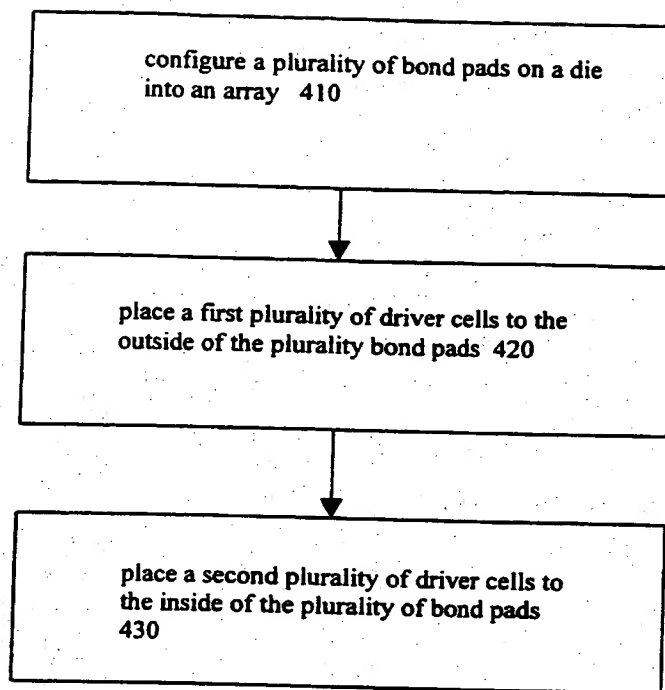 configure a plurality of bond pads on a die
into an array 410
place a first plurality of driver cells to the
outside of the plurality bond pads 420
place a second plurality of driver cells to
the inside of the plurality of bond pads
430